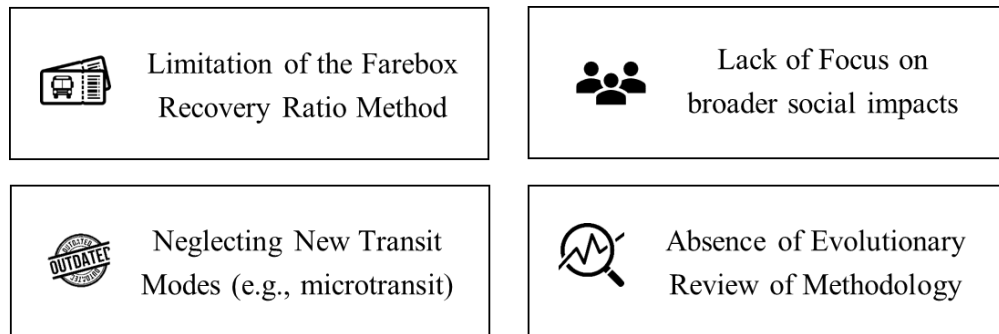 Limitation of the Farebox
Recovery Ratio Method
Lack of Focus on
broader social impacts
OUTDATED
Neglecting New Transit
Modes (e.g., microtransit)
Absence of Evolutionary
Review of Methodology